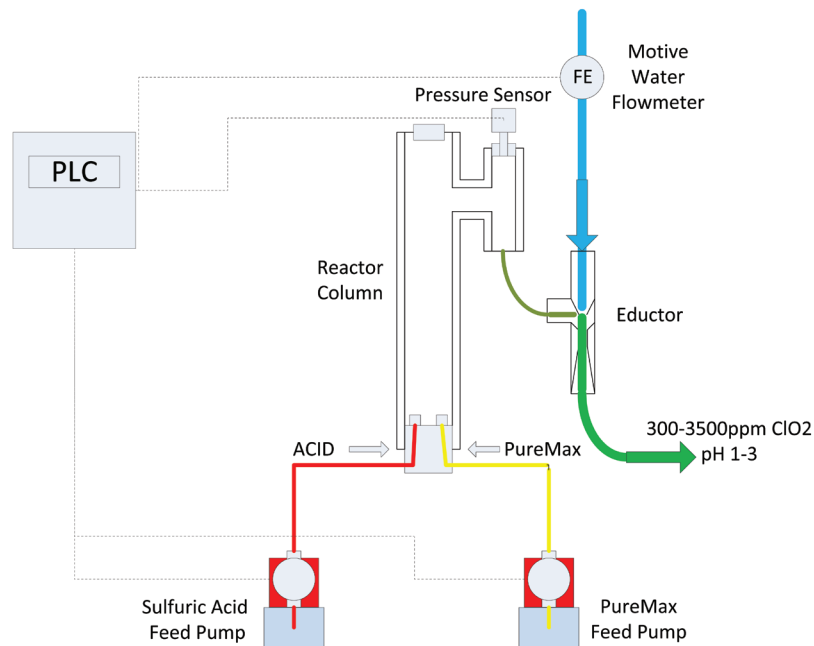 FE
Motive
Water
Flowmeter
Pressure Sensor
PLC
Reactor
Column
Eductor
300-3500ppm ClO2
pH 1-3
ACID
PureMax
Sulfuric Acid
Feed Pump
PureMax
Feed Pump